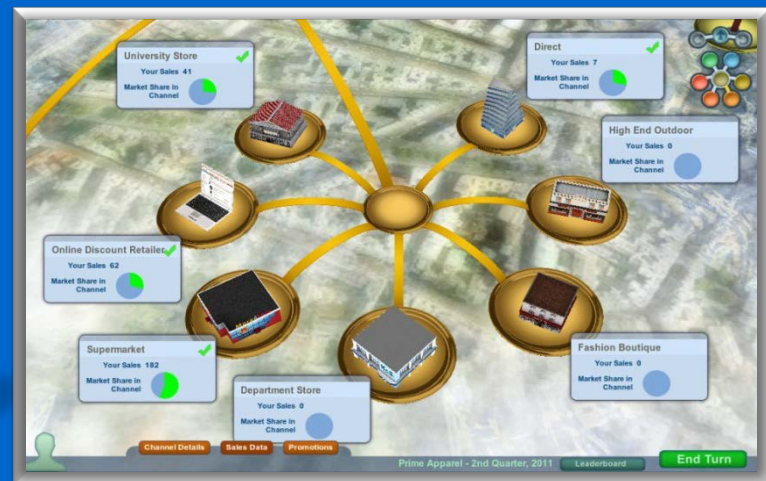 University Store
Your Sales 41
Market Share in
Channel
Direct
Your Sales 7
Market Share in
Channel
High End Outdoor
Your Sales 0
Market Share in
Channel
Online Discount Retailer
Your Sales 62
Market Share in
Channel
Supermarket
Your Sales 182
Market Share in
Channel
Department Store
Your Sales 0
Market Share in
Channel
Fashion Boutique
Your Sales 0
Market Share in
Channel
Channel Details
Sales Data
Promotions
Prime Apparel - 2nd Quarter, 2011
Leaderboard
End Turn